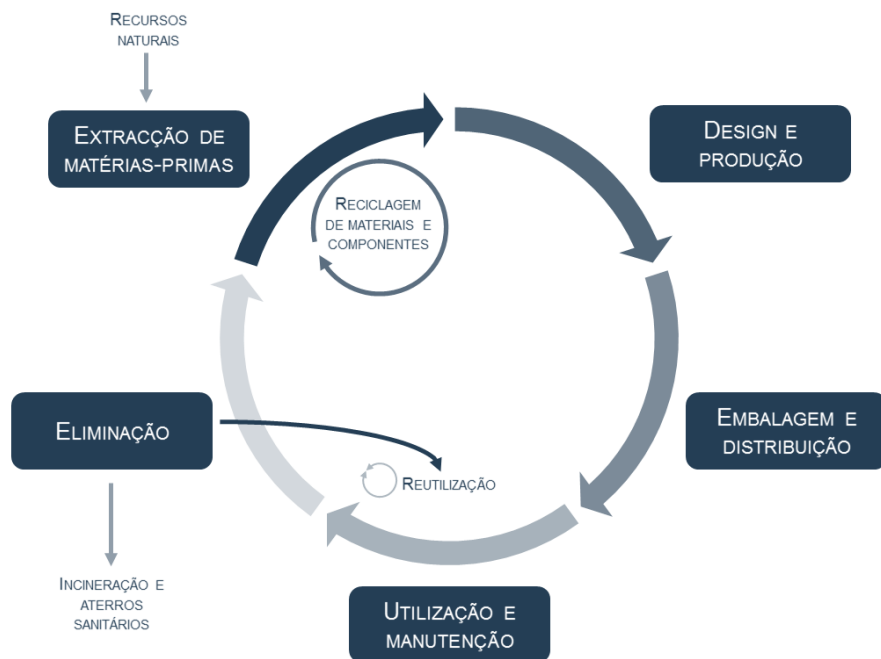 RECURSOS
NATURAIS
EXTRACÇÃO DE
MATÉRIAS-PRIMAS
DESIGN E
PRODUÇÃO
RECICLAGEM
DE MATERIAIS E
COMPONENTES
ELIMINAÇÃO
EMBALAGEM E
DISTRIBUIÇÃO
REUTILIZAÇÃO
INCINERAÇÃO E
ATERROS
SANITÁRIOS
UTILIZAÇÃO E
MANUTENÇÃO